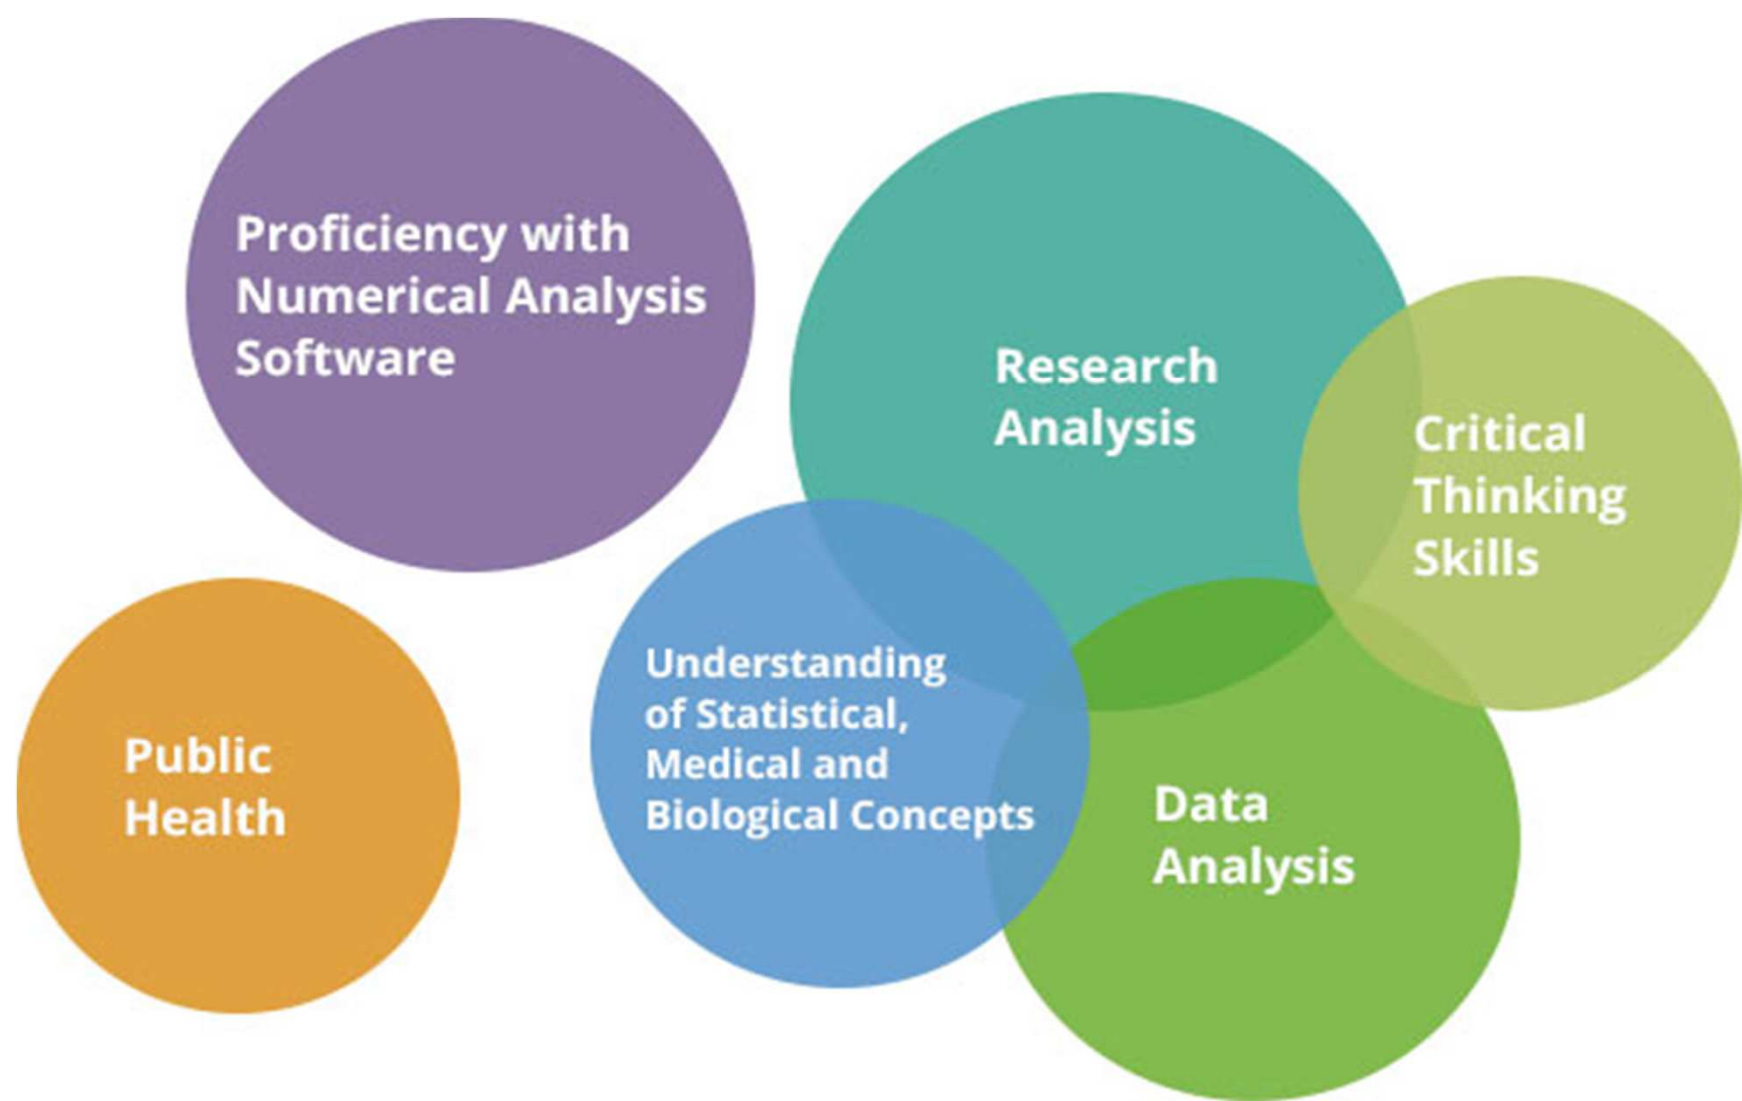 Proficiency with
Numerical Analysis
Software
Research
Analysis
Critical
Thinking
Skills
Understanding
of Statistical,
Medical and
Biological Concepts
Public
Health
Data
Analysis